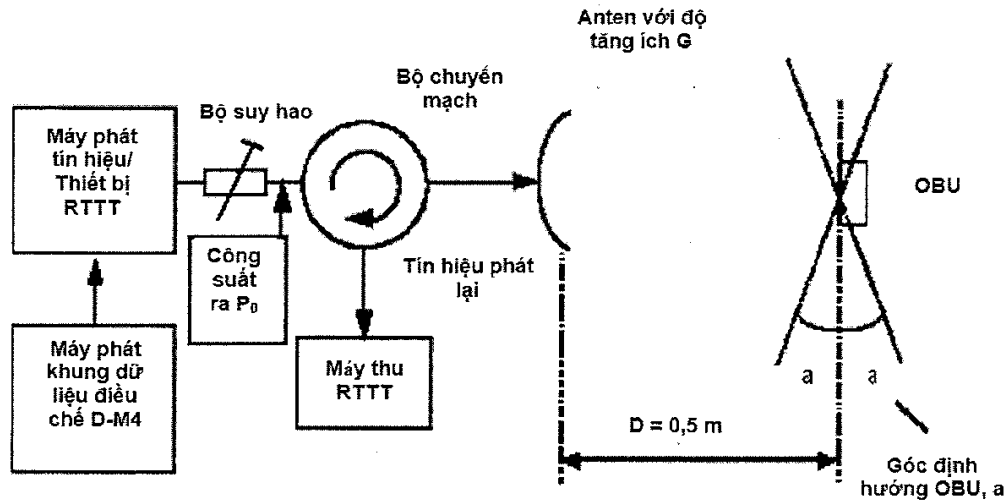 Anten với độ
tăng ích G
Bộ chuyến
mạch
Bộ suy hao
Máy phát
tín hiệu/
Thiết bị
RTTT
OBU
Công
suất
ra P₀
Tín hiệu phát
lại
Máy phát
khung dữ
liệu điều
chế D-M4
Máy thu
RTTT
a
a
D = 0,5 m
Góc định
hướng OBU, a